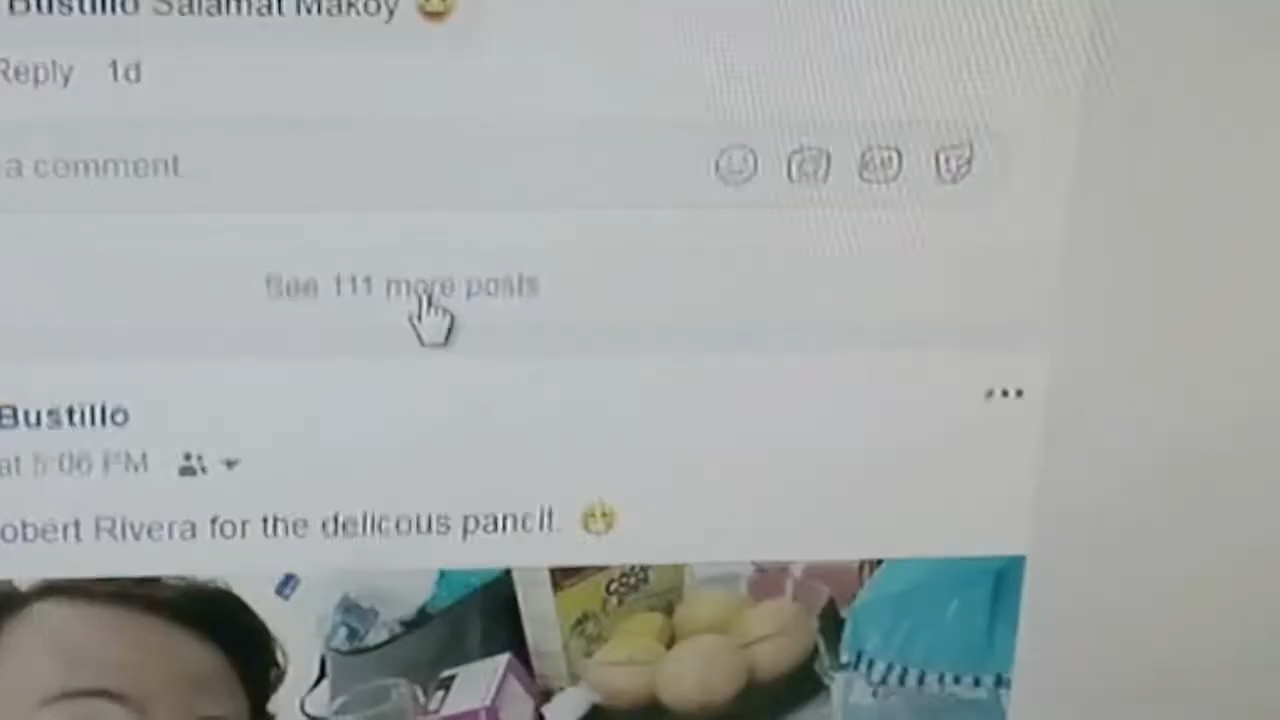 Bustillo Salamat Makoy
Reply 1d
a comment
See 111 more posts
Bustillo
at 5:06 PM
obert Rivera for the delicous pancit.